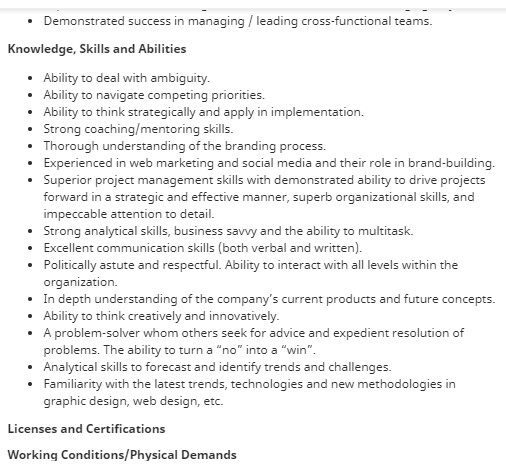 • Demonstrated success in managing / leading cross-functional teams.
Knowledge, Skills and Abilities
• Ability to deal with ambiguity.
• Ability to navigate competing priorities.
• Ability to think strategically and apply in implementation.
• Strong coaching/mentoring skills.
• Thorough understanding of the branding process.
• Experienced in web marketing and social media and their role in brand-building.
• Superior project management skills with demonstrated ability to drive projects
forward in a strategic and effective manner, superb organizational skills, and
impeccable attention to detail.
• Strong analytical skills, business savvy and the ability to multitask.
• Excellent communication skills (both verbal and written).
• Politically astute and respectful. Ability to interact with all levels within the
organization.
• In depth understanding of the company's current products and future concepts.
• Ability to think creatively and innovatively.
• A problem-solver whom others seek for advice and expedient resolution of
problems. The ability to turn a “no” into a “win”.
• Analytical skills to forecast and identify trends and challenges.
• Familiarity with the latest trends, technologies and new methodologies in
graphic design, web design, etc.
Licenses and Certifications
Working Conditions/Physical Demands